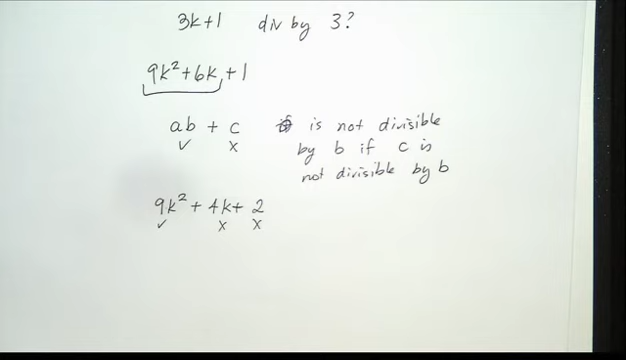 3k+1 div by 3?
9k²+6k+1
ab + c is not divisible
✓ x by b if c is
not divisible by b
9k² + 4k + 2
✓ x x